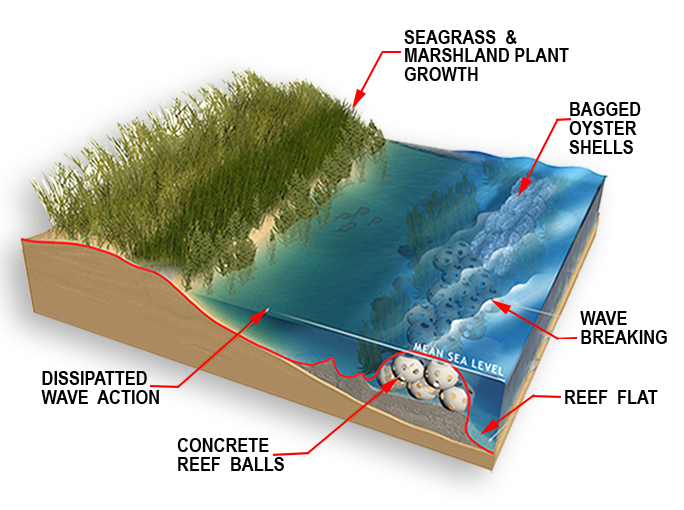 SEAGRASS &
MARSHLAND PLANT
GROWTH
BAGGED
OYSTER
SHELLS
WAVE
BREAKING
MEAN SEA LEVEL
DISSIPATTED
WAVE ACTION
REEF FLAT
CONCRETE
REEF BALLS